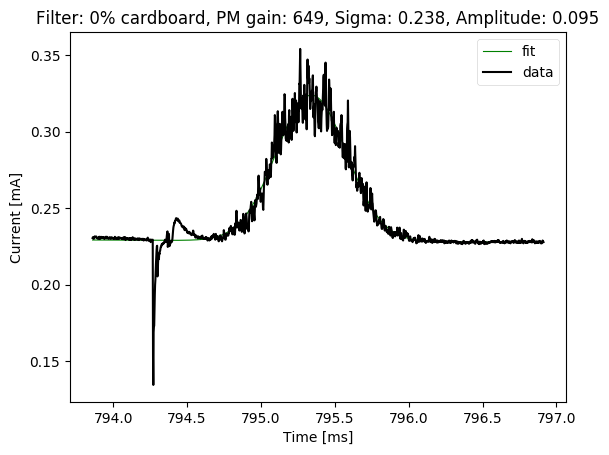 Filter: 0% cardboard, PM gain: 649, Sigma: 0.238, Amplitude: 0.095
fit
data
0.35
0.30
0.25
0.20
0.15
Current [mA]
794.0 794.5 795.0 795.5 796.0 796.5 797.0
Time [ms]